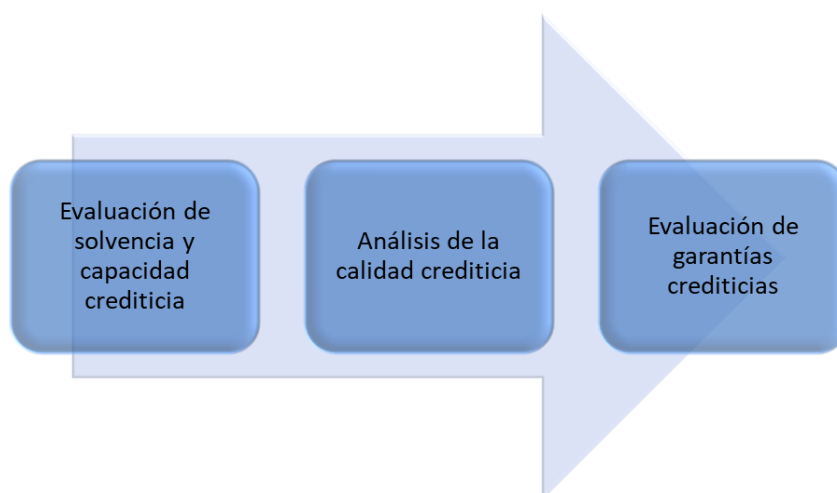 Evaluación de
solvencia y
capacidad
crediticia
Análisis de la
calidad crediticia
Evaluación de
garantías
crediticias